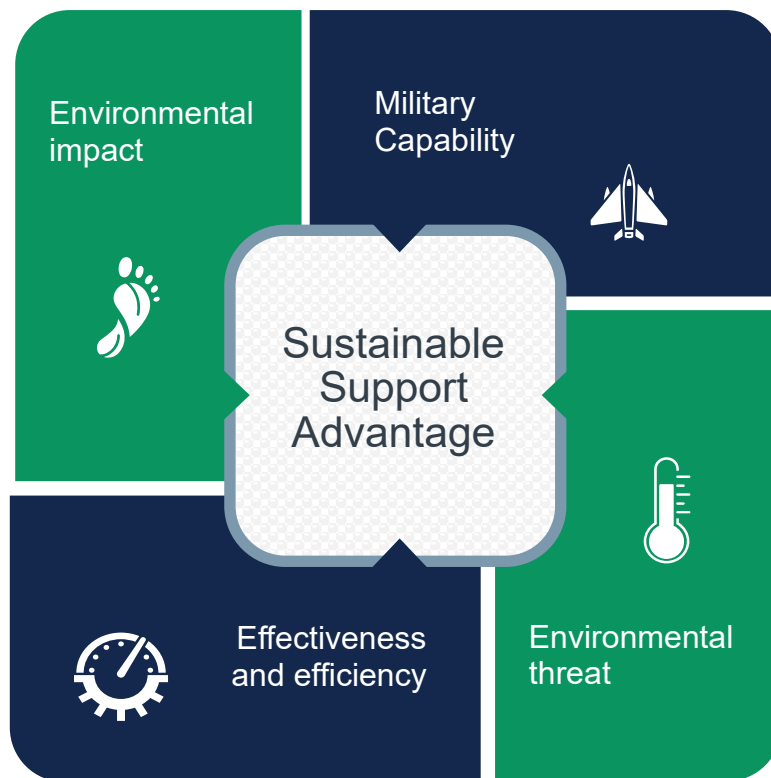 Environmental
impact
Military
Capability
Sustainable
Support
Advantage
Effectiveness
and efficiency
Environmental
threat